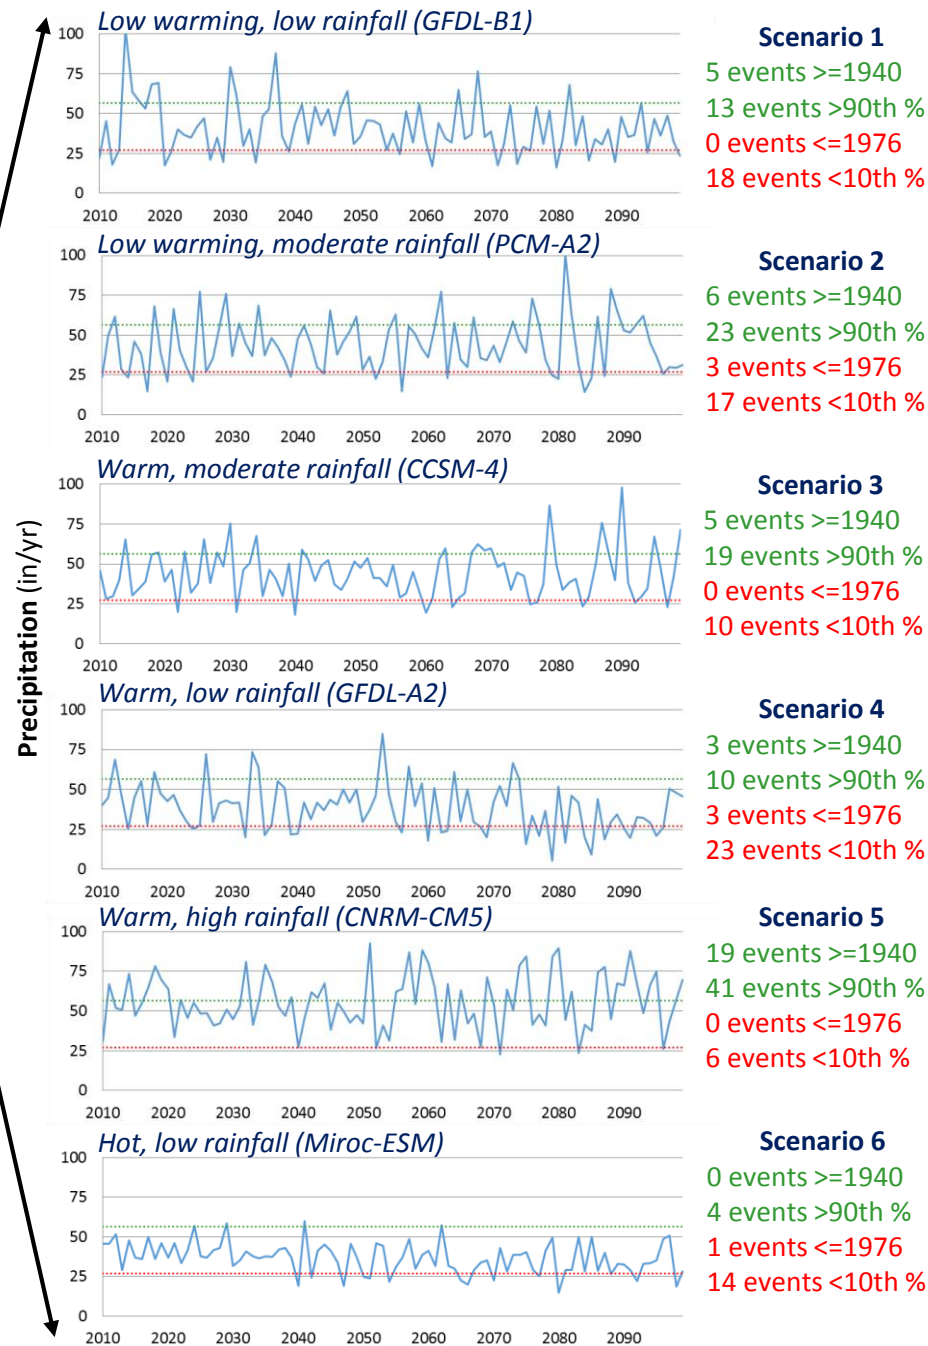 Low warming, low rainfall (GFDL-B1)
100
75
50
25
0
2010 2020 2030 2040 2050 2060 2070 2080 2090
Scenario 1
5 events >=1940
13 events >90th %
0 events <=1976
18 events <10th %
Low warming, moderate rainfall (PCM-A2)
100
75
50
25
0
2010 2020 2030 2040 2050 2060 2070 2080 2090
Scenario 2
6 events >=1940
23 events >90th %
3 events <=1976
17 events <10th %
Precipitation (in/yr)
Warm, moderate rainfall (CCSM-4)
100
75
50
25
0
2010 2020 2030 2040 2050 2060 2070 2080 2090
Scenario 3
5 events >=1940
19 events >90th %
0 events <=1976
10 events <10th %
Warm, low rainfall (GFDL-A2)
100
75
50
25
0
2010 2020 2030 2040 2050 2060 2070 2080 2090
Scenario 4
3 events >=1940
10 events >90th %
3 events <=1976
23 events <10th %
Warm, high rainfall (CNRM-CM5)
100
75
50
25
0
2010 2020 2030 2040 2050 2060 2070 2080 2090
Scenario 5
19 events >=1940
41 events >90th %
0 events <=1976
6 events <10th %
Hot, low rainfall (Miroc-ESM)
100
75
50
25
0
2010 2020 2030 2040 2050 2060 2070 2080 2090
Scenario 6
0 events >=1940
4 events >90th %
1 events <=1976
14 events <10th %